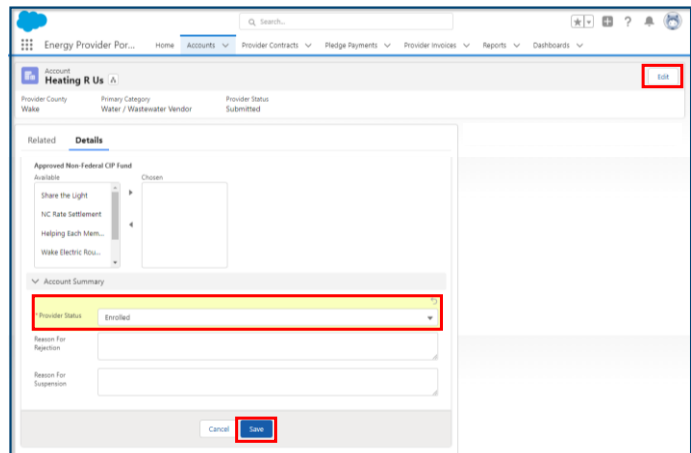 Search...
Energy Provider Por... Home Accounts Provider Contracts Pledge Payments Provider Invoices Reports Dashboards
Account
Heating R Us
Edit
Provider County Primary Category Provider Status
Wake Water / Wastewater Vendor Submitted
Related Details
Approved Non-Federal CIP Fund
Available Chosen
Share the Light
NC Rate Settlement
Helping Each Mem...
Wake Electric Rou...
Account Summary
*Provider Status Enrolled
Reason For
Rejection
Reason For
Suspension
Cancel Save